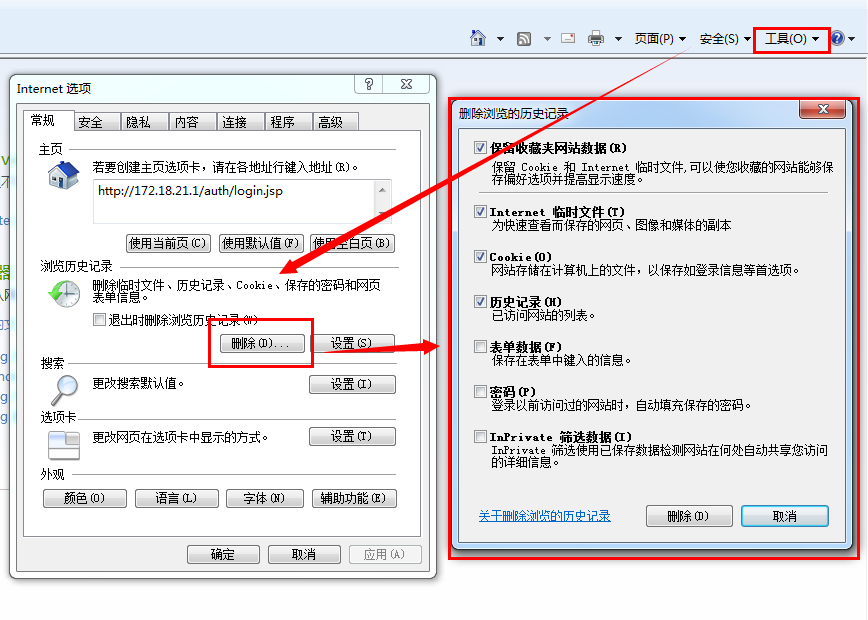 页面(P)
安全(S)
工具(O)
Internet 选项
常规
安全
隐私
内容
连接
程序
高级
主页
若要创建主页选项卡，请在各地址行键入地址(R)。
http://172.18.21.1/auth/login.jsp
使用当前页(C)
使用默认值(F)
使用空白页(B)
浏览历史记录
删除临时文件、历史记录、Cookie、保存的密码和网页
表单信息。
退出时删除浏览历史记录(W)
删除(D)...
设置(S)
搜索
更改搜索默认值。
设置(I)
选项卡
更改网页在选项卡中显示的方式。
设置(T)
外观
颜色(O)
语言(L)
字体(N)
辅助功能(E)
确定
取消
应用(A)
删除浏览的历史记录
保留收藏夹网站数据(R)
保留 Cookie 和 Internet 临时文件,可以使您收藏的网站能够保
存偏好选项并提高显示速度。
Internet 临时文件(T)
为快速查看而保存的网页、图像和媒体的副本
Cookie(O)
网站存储在计算机上的文件，以保存如登录信息等首选项。
历史记录(H)
已访问网站的列表。
表单数据(F)
保存在表单中键入的信息。
密码(P)
登录以前访问过的网站时，自动填充保存的密码。
InPrivate 筛选数据(I)
InPrivate 筛选使用已保存数据检测网站在何处自动共享您访问
的详细信息。
关于删除浏览的历史记录
删除(D)
取消